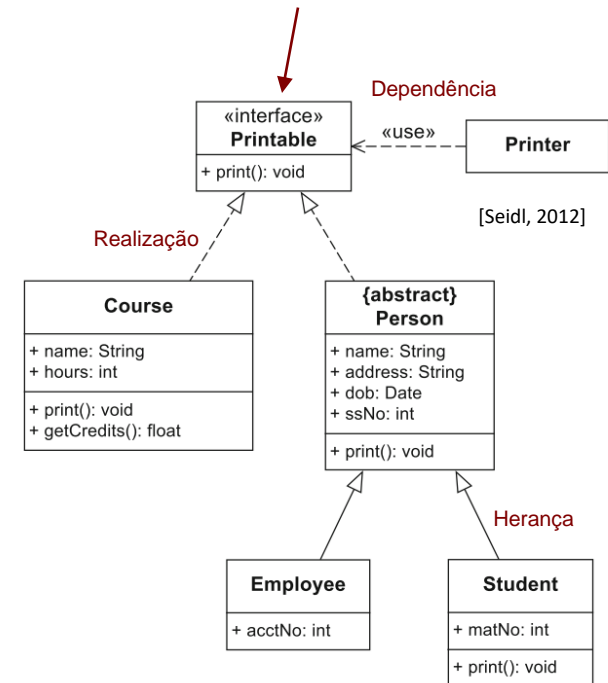 Dependência
«interface»
Printable
+ print(): void
«use»
Printer
[Seidl, 2012]
Realização
Course
+ name: String
+ hours: int
+ print(): void
+ getCredits(): float
{abstract}
Person
+ name: String
+ address: String
+ dob: Date
+ ssNo: int
+ print(): void
Herança
Employee
+ acctNo: int
Student
+ matNo: int
+ print(): void